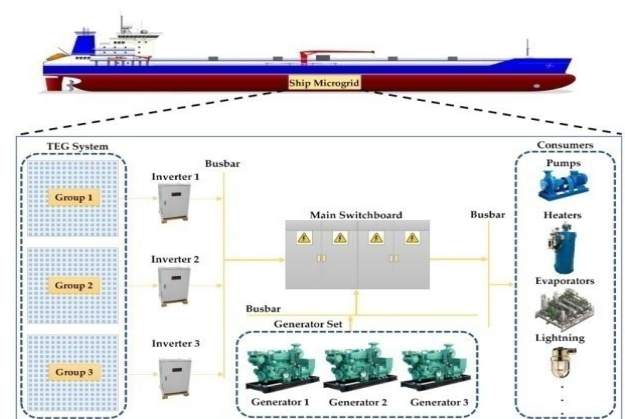 Ship Microgrid
TEG System
Consumers
Busbar
Pumps
Group 1
Inverter 1
Main Switchboard
Busbar
Heaters
Group 2
Inverter 2
Evaporators
Busbar
Generator Set
Lightning
Group 3
Inverter 3
Generator 1
Generator 2
Generator 3